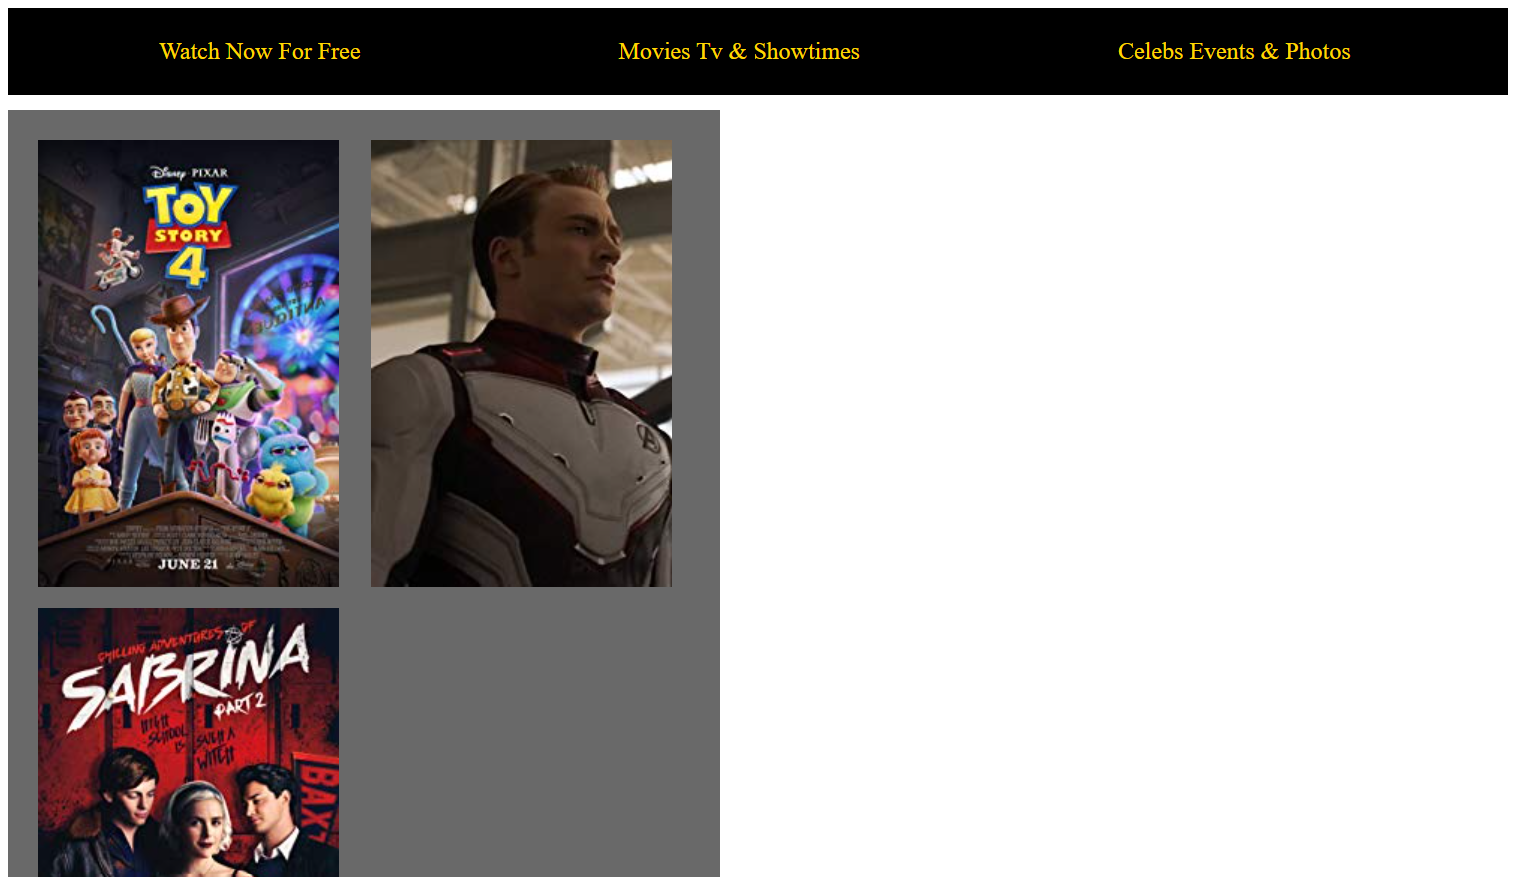 Watch Now For Free
Movies Tv & Showtimes
Celebs Events & Photos
Disney·PIXAR
TOY
STORY
4
JUNE 21
CHILLING ADVENTURES OF
SABRINA
PART 2
HIGH
SCHOOL
IS
SUCH A
WITCH
BAX